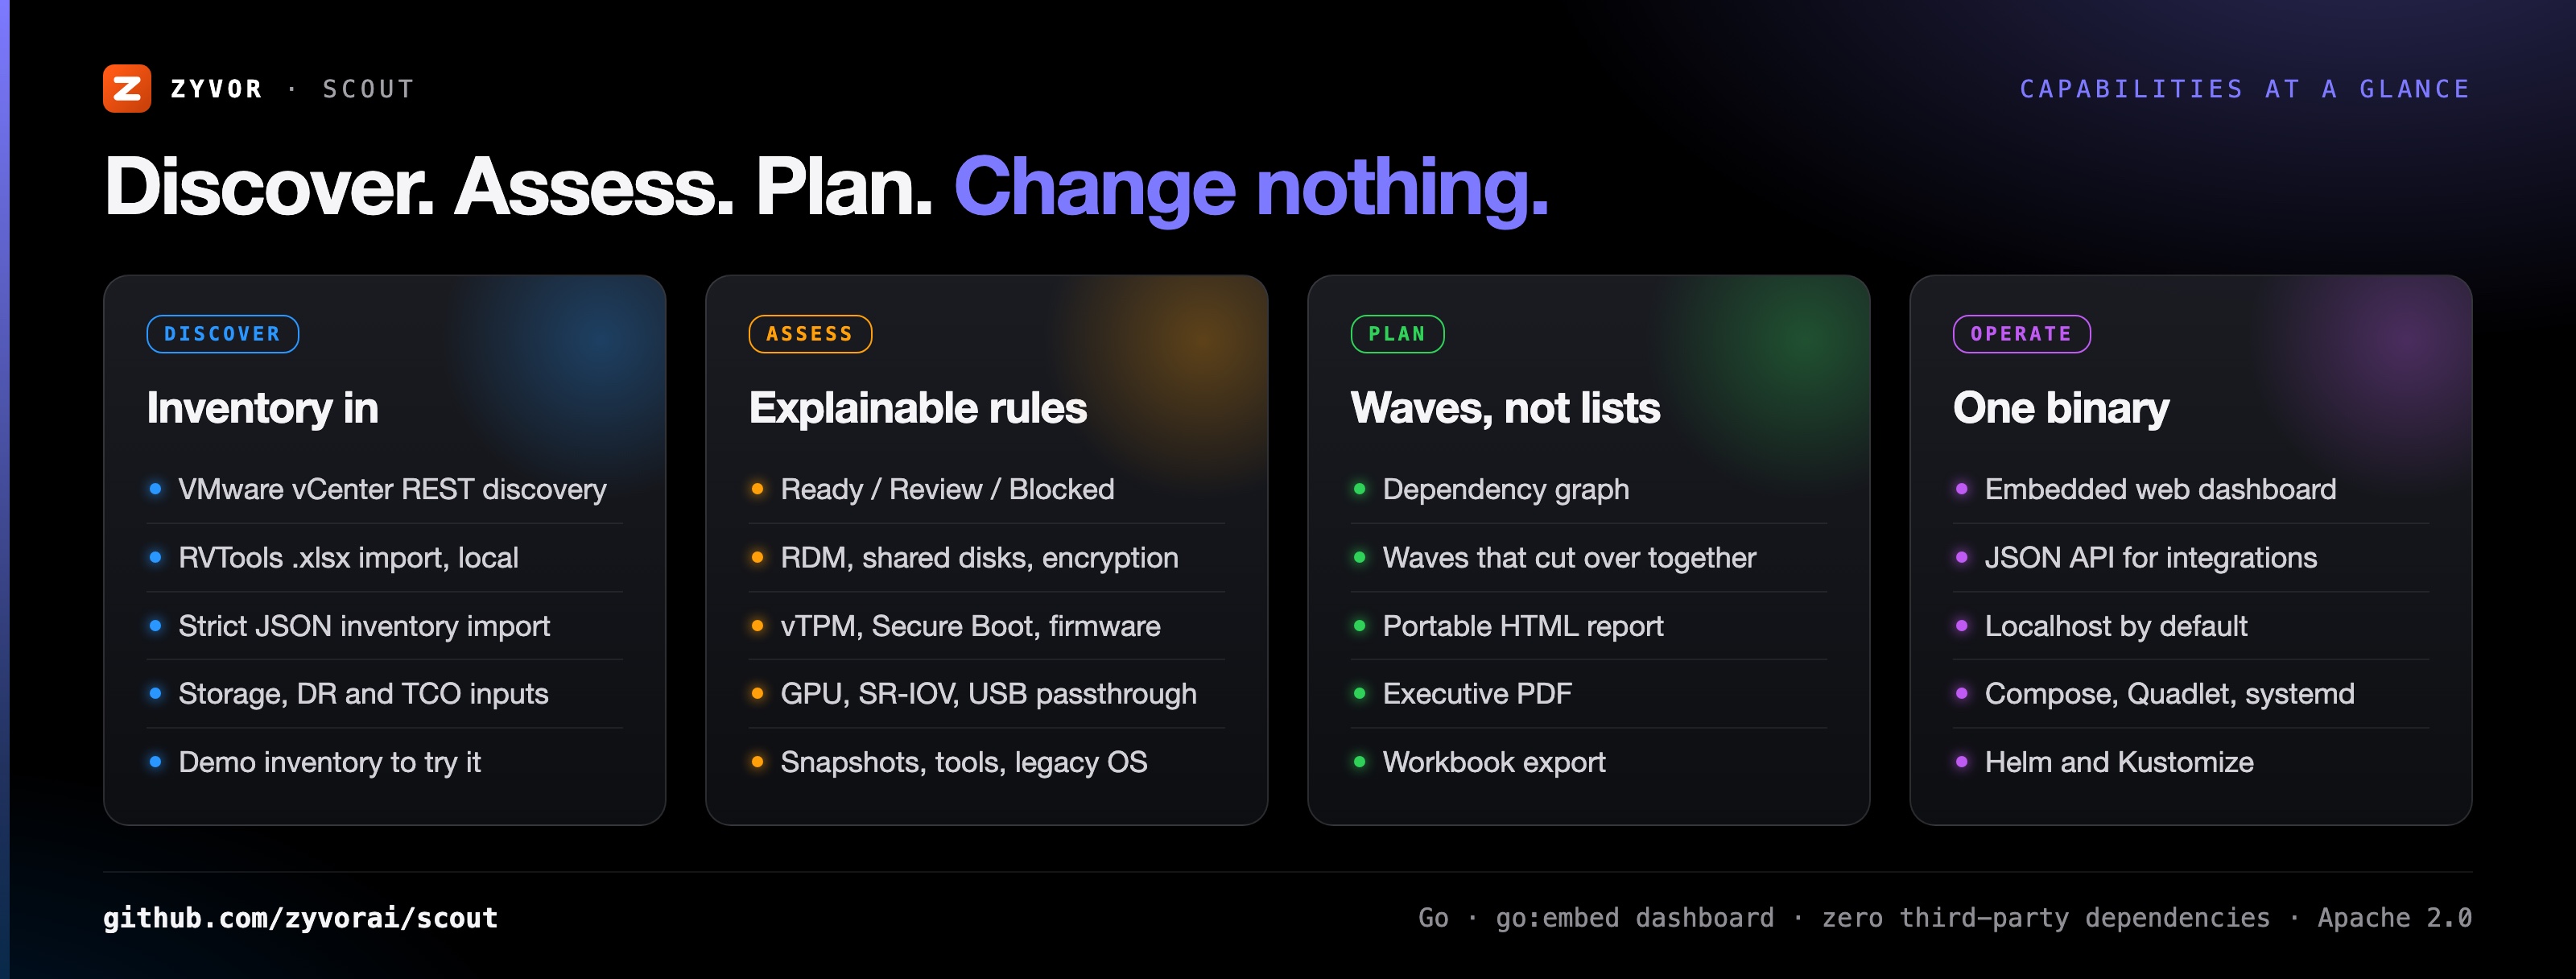 ZYVOR · SCOUT
CAPABILITIES AT A GLANCE
Discover. Assess. Plan. Change nothing.
DISCOVER
Inventory in
VMware vCenter REST discovery
RVTools .xlsx import, local
Strict JSON inventory import
Storage, DR and TCO inputs
Demo inventory to try it
ASSESS
Explainable rules
Ready / Review / Blocked
RDM, shared disks, encryption
vTPM, Secure Boot, firmware
GPU, SR-IOV, USB passthrough
Snapshots, tools, legacy OS
PLAN
Waves, not lists
Dependency graph
Waves that cut over together
Portable HTML report
Executive PDF
Workbook export
OPERATE
One binary
Embedded web dashboard
JSON API for integrations
Localhost by default
Compose, Quadlet, systemd
Helm and Kustomize
github.com/zyvorai/scout
Go · go:embed dashboard · zero third-party dependencies · Apache 2.0